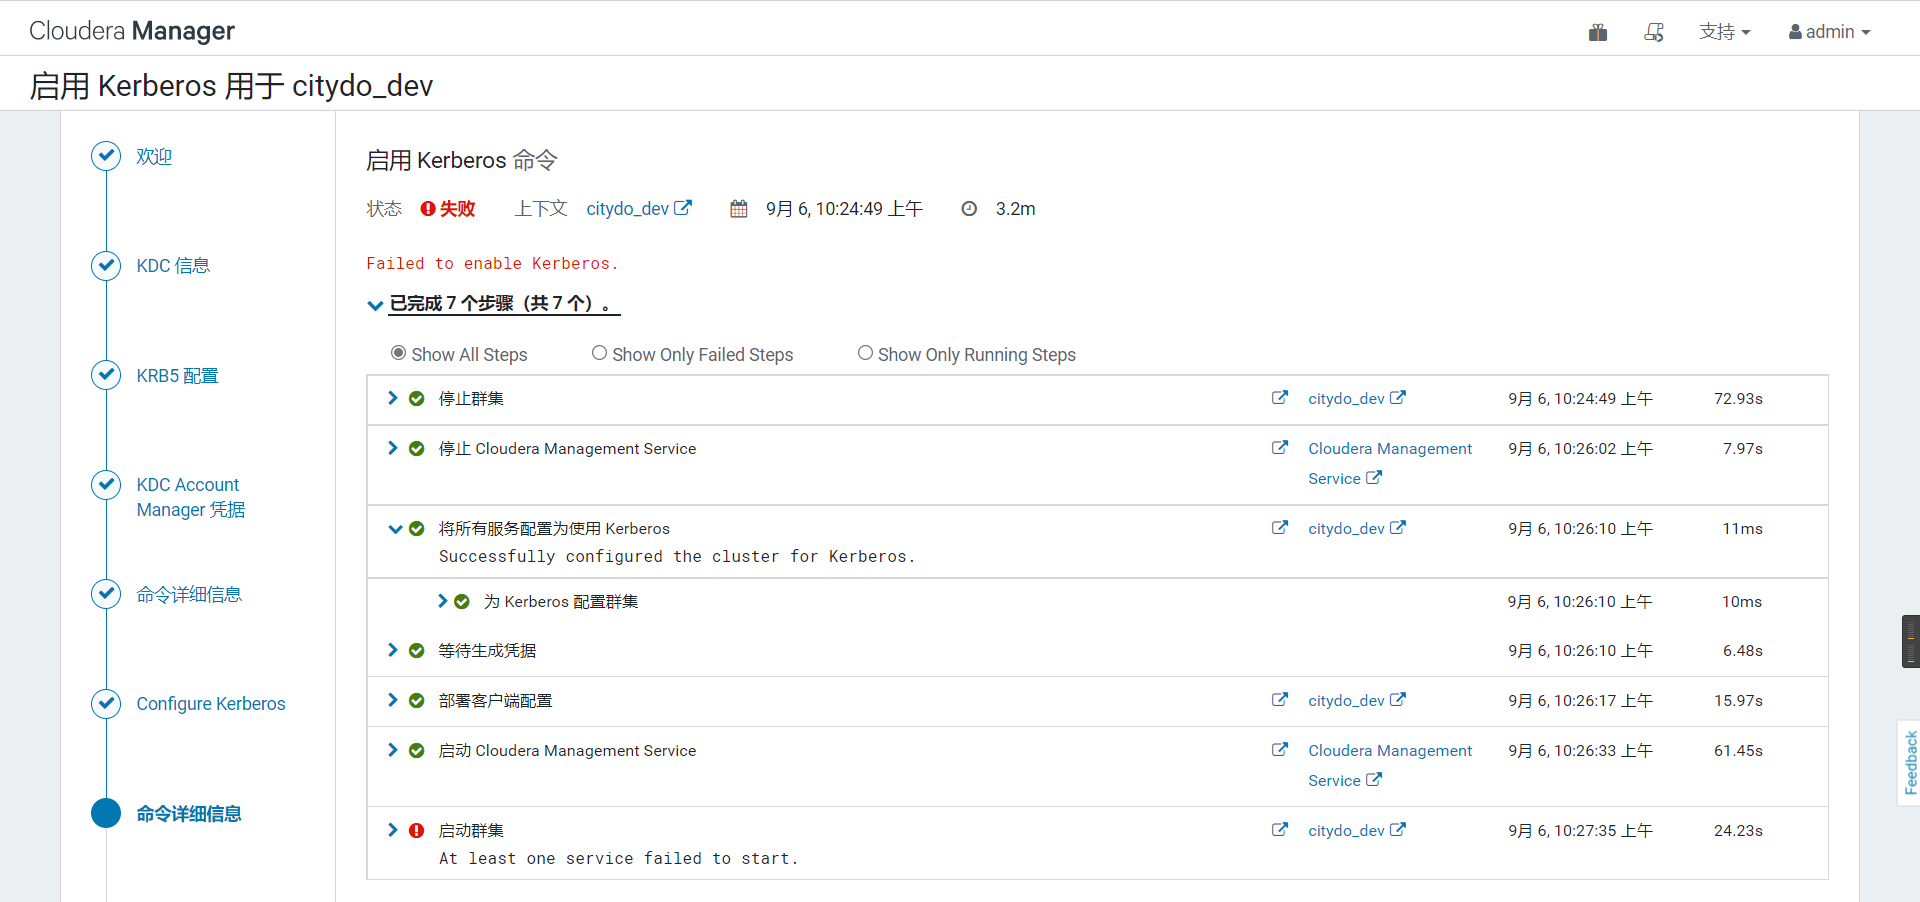 Cloudera Manager
支持
admin
启用 Kerberos 用于 citydo_dev
欢迎
KDC 信息
KRB5 配置
KDC Account
Manager 凭据
命令详细信息
Configure Kerberos
命令详细信息
启用 Kerberos 命令
状态 失败 上下文 citydo_dev 9月 6, 10:24:49 上午 3.2m
Failed to enable Kerberos.
已完成 7 个步骤（共 7 个）。
Show All Steps Show Only Failed Steps Show Only Running Steps
停止群集 citydo_dev 9月 6, 10:24:49 上午 72.93s
停止 Cloudera Management Service Cloudera Management 9月 6, 10:26:02 上午 7.97s
Service
将所有服务配置为使用 Kerberos citydo_dev 9月 6, 10:26:10 上午 11ms
Successfully configured the cluster for Kerberos.
为 Kerberos 配置群集 9月 6, 10:26:10 上午 10ms
等待生成凭据 9月 6, 10:26:10 上午 6.48s
部署客户端配置 citydo_dev 9月 6, 10:26:17 上午 15.97s
启动 Cloudera Management Service Cloudera Management 9月 6, 10:26:33 上午 61.45s
Service
启动群集 citydo_dev 9月 6, 10:27:35 上午 24.23s
At least one service failed to start.
Feedback